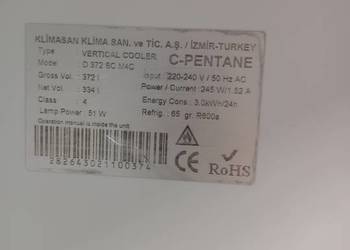 KLİMASAN KLİMA SAN. ve TİC. A.Ş. / İZMİR-TURKEY
Type : VERTICAL COOLER
C-PENTANE
Model : D 372 SC M4C
Input : 220-240 V / 50 Hz AC
Gross Vol. : 372 l
Power / Current : 245 W/1.52 A
Net Vol. : 334 l
Energy Cons : 3.0kWh/24h
Class : 4
Refrig. : 65 gr. R600a
Lamp Power : 51 W
Operation manual is inside the unit
CE
RoHS
282643021100374